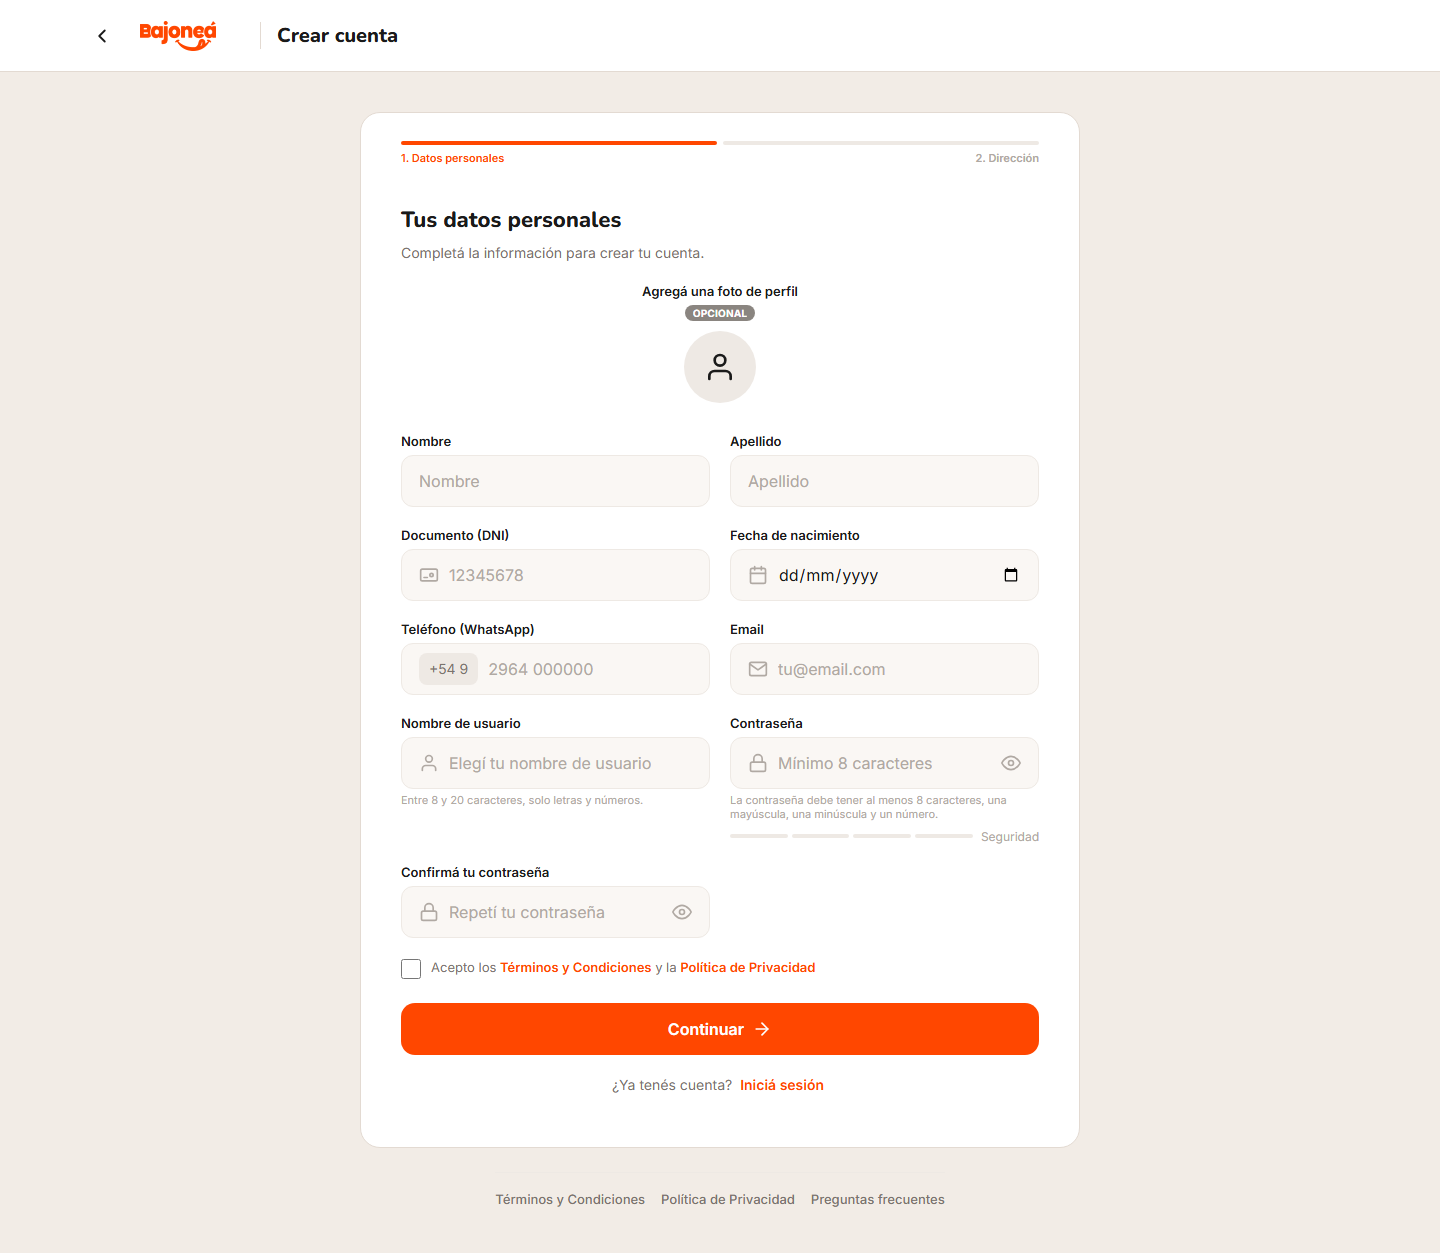 Bajoneá
Crear cuenta
1. Datos personales
2. Dirección
Tus datos personales
Completá la información para crear tu cuenta.
Agregá una foto de perfil
OPCIONAL
Nombre
Apellido
Nombre
Apellido
Documento (DNI)
Fecha de nacimiento
12345678
dd/mm/yyyy
Teléfono (WhatsApp)
Email
+54 9
2964 000000
tu@email.com
Nombre de usuario
Contraseña
Elegí tu nombre de usuario
Mínimo 8 caracteres
Entre 8 y 20 caracteres, solo letras y números.
La contraseña debe tener al menos 8 caracteres, una
mayúscula, una minúscula y un número.
Seguridad
Confirmá tu contraseña
Repetí tu contraseña
Acepto los Términos y Condiciones y la Política de Privacidad
Continuar
¿Ya tenés cuenta? Iniciá sesión
Términos y Condiciones
Política de Privacidad
Preguntas frecuentes